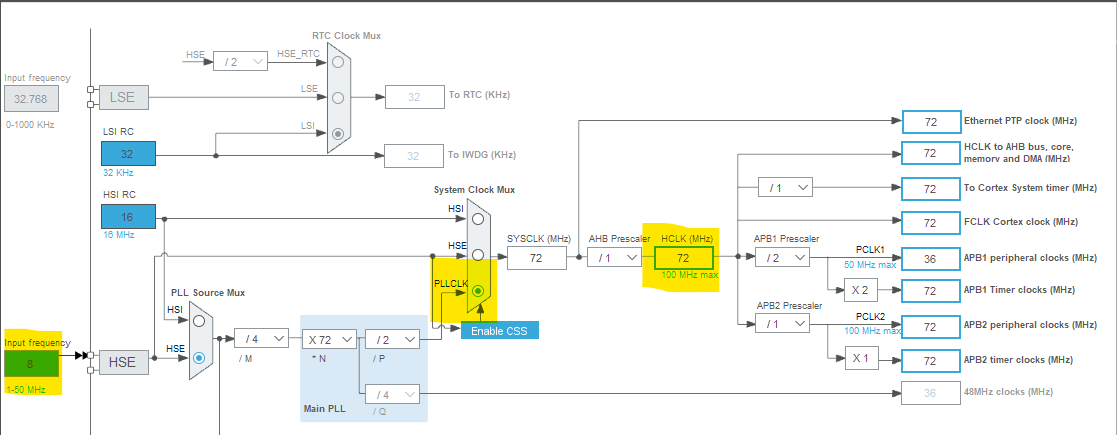 RTC Clock Mux
HSE
/ 2
HSE_RTC
Input frequency
32.768
0-1000 KHz
LSE
LSE
32
To RTC (KHz)
LSI RC
LSI
32
32 KHz
32
To IWDG (KHz)
HSI RC
16
16 MHz
System Clock Mux
HSI
HSE
PLLCLK
Enable CSS
SYSCLK (MHz)
72
AHB Prescaler
/ 1
HCLK (MHz)
72
100 MHz max
72
Ethernet PTP clock (MHz)
72
HCLK to AHB bus, core,
memory and DMA (MHz)
/ 1
72
To Cortex System timer (MHz)
72
FCLK Cortex clock (MHz)
APB1 Prescaler
/ 2
PCLK1
50 MHz max
36
APB1 peripheral clocks (MHz)
X 2
72
APB1 Timer clocks (MHz)
APB2 Prescaler
/ 1
PCLK2
100 MHz max
72
APB2 peripheral clocks (MHz)
X 1
72
APB2 timer clocks (MHz)
PLL Source Mux
HSI
HSE
Input frequency
8
1-50 MHz
HSE
/ 4
/ M
X 72
* N
/ 2
/ P
/ 4
/ Q
Main PLL
36
48MHz clocks (MHz)